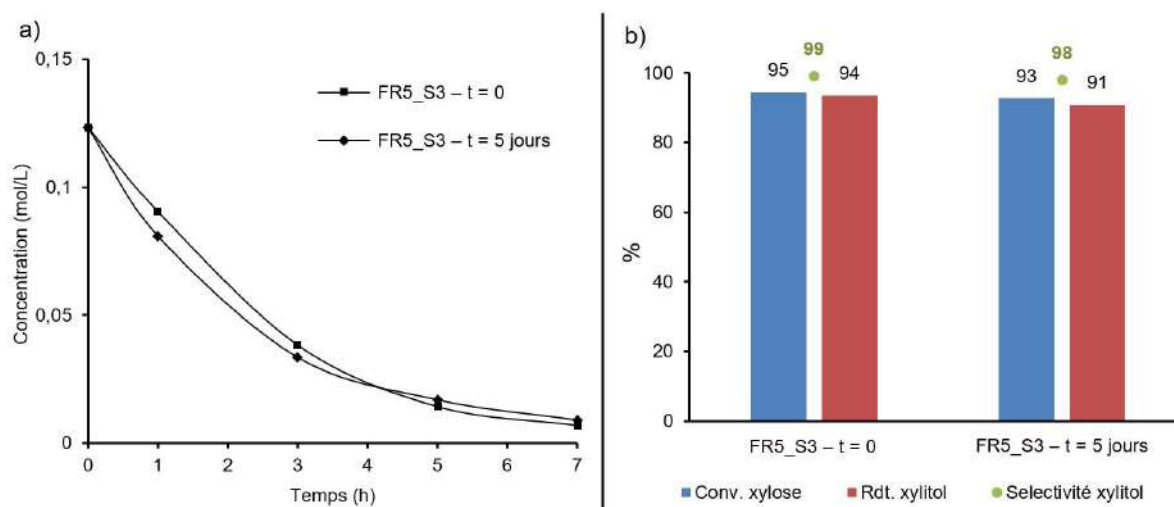 a)
0,15
0,1
0,05
0
Concentration (mol/L)
0 1 2 3 4 5 6 7
Temps (h)
FR5_S3 – t = 0
FR5_S3 – t = 5 jours
b)
100
80
60
40
20
0
%
99
95 94
98
93 91
FR5_S3 – t = 0 FR5_S3 – t = 5 jours
Conv. xylose Rdt. xylitol Selectivité xylitol